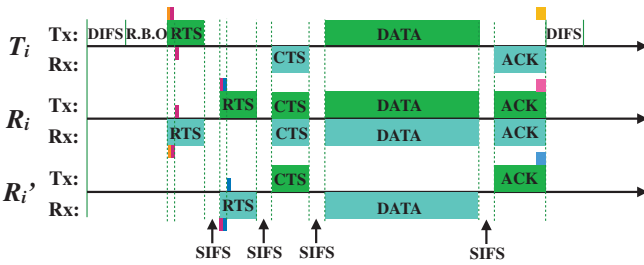 Tx: DIFS R.B.O RTS DATA DIFS
Ti
Rx: CTS ACK
Tx: RTS CTS DATA ACK
Ri
Rx: RTS CTS DATA ACK
Tx: CTS ACK
Ri’
Rx: RTS DATA
SIFS SIFS SIFS SIFS